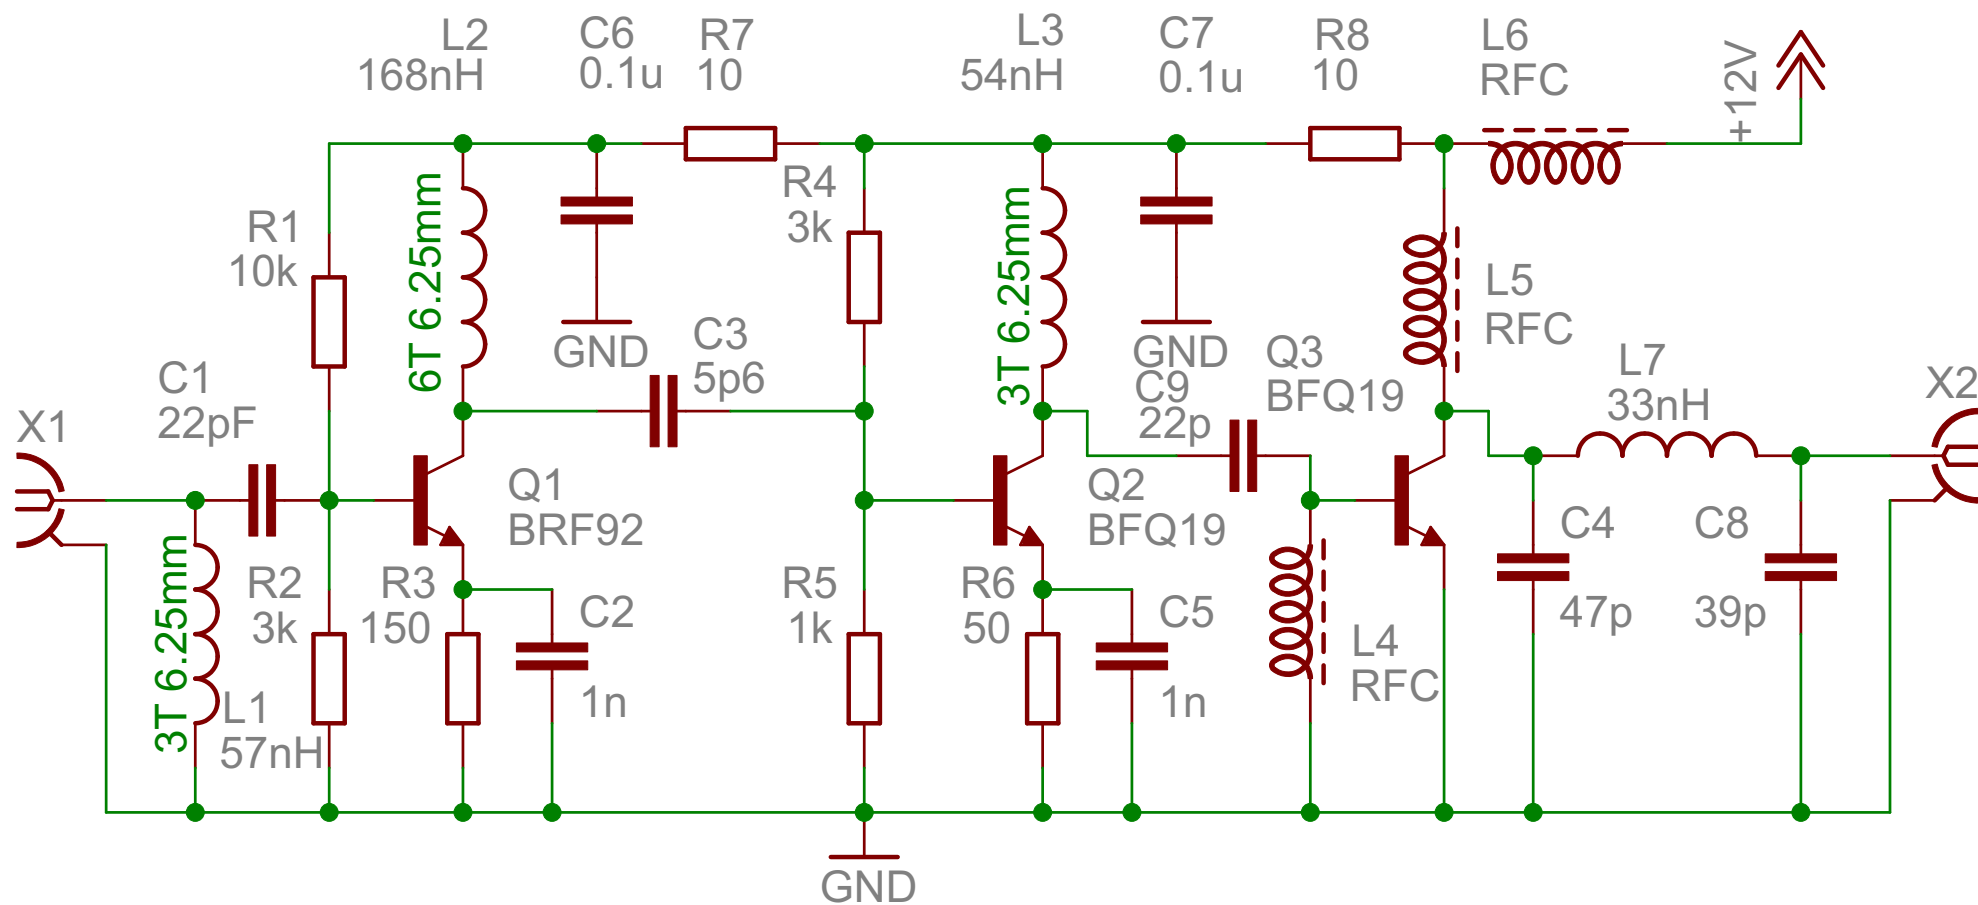 L2
168nH
C6
0.1u
R7
10
L3
54nH
C7
0.1u
R8
10
L6
RFC
+12V
R1
10k
6T 6.25mm
R4
3k
3T 6.25mm
L5
RFC
GND
C3
5p6
GND
C9
22p
Q3
BFQ19
L7
33nH
X2
X1
C1
22pF
Q1
BRF92
Q2
BFQ19
C4
47p
C8
39p
3T 6.25mm
R2
3k
R3
150
C2
1n
R5
1k
R6
50
C5
1n
L4
RFC
L1
57nH
GND